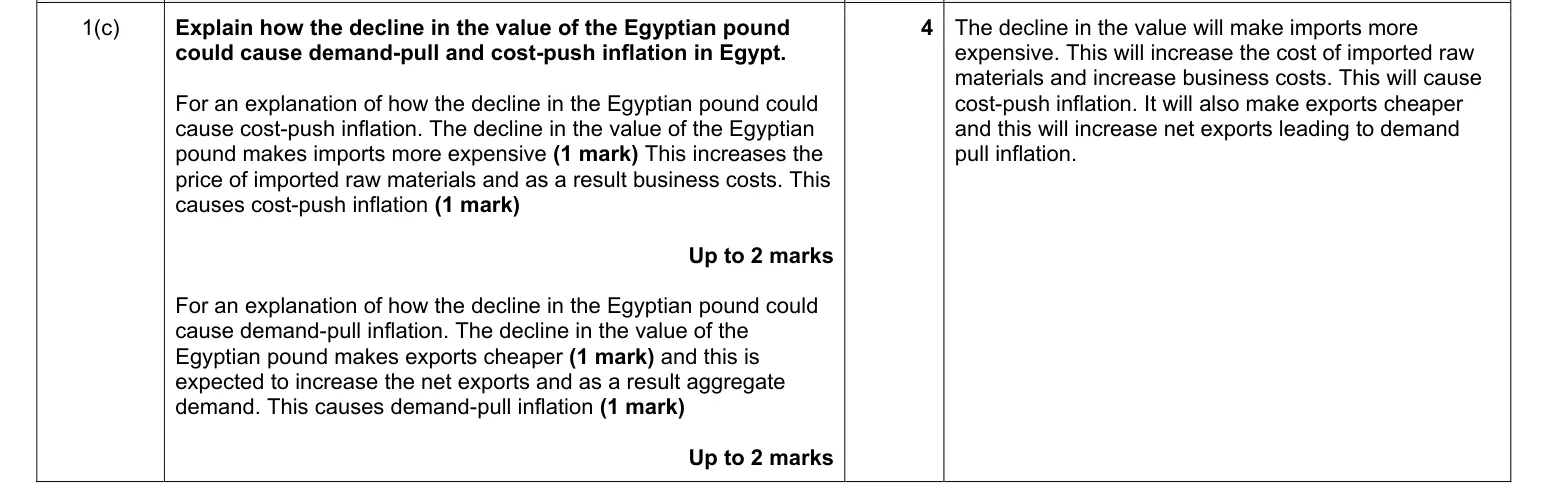 1(c)
Explain how the decline in the value of the Egyptian pound
could cause demand-pull and cost-push inflation in Egypt.
For an explanation of how the decline in the Egyptian pound could
cause cost-push inflation. The decline in the value of the Egyptian
pound makes imports more expensive (1 mark) This increases the
price of imported raw materials and as a result business costs. This
causes cost-push inflation (1 mark)
Up to 2 marks
For an explanation of how the decline in the Egyptian pound could
cause demand-pull inflation. The decline in the value of the
Egyptian pound makes exports cheaper (1 mark) and this is
expected to increase the net exports and as a result aggregate
demand. This causes demand-pull inflation (1 mark)
Up to 2 marks
4
The decline in the value will make imports more
expensive. This will increase the cost of imported raw
materials and increase business costs. This will cause
cost-push inflation. It will also make exports cheaper
and this will increase net exports leading to demand
pull inflation.